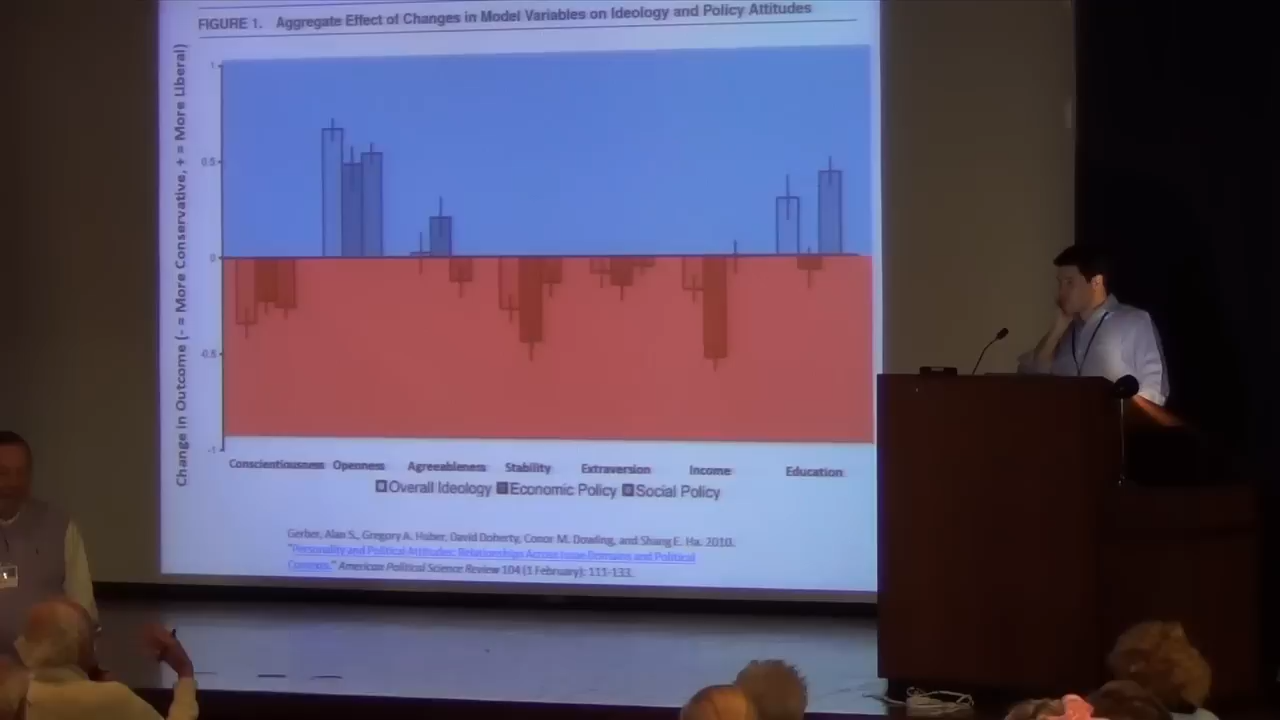 FIGURE 1. Aggregate Effect of Changes in Model Variables on Ideology and Policy Attitudes
Change in Outcome (- = More Conservative, + = More Liberal)
1
0.5
0
-0.5
-1
Conscientiousness Openness Agreeableness Stability Extraversion Income Education
Overall Ideology Economic Policy Social Policy
Gerber, Alan S., Gregory A. Huber, David Doherty, Conor M. Dowling, and Shang E. Ha. 2010.
"Personality and Political Attitudes: Relationships Across Issue Domains and Political
Contexts." American Political Science Review 104 (1 February): 111-133.